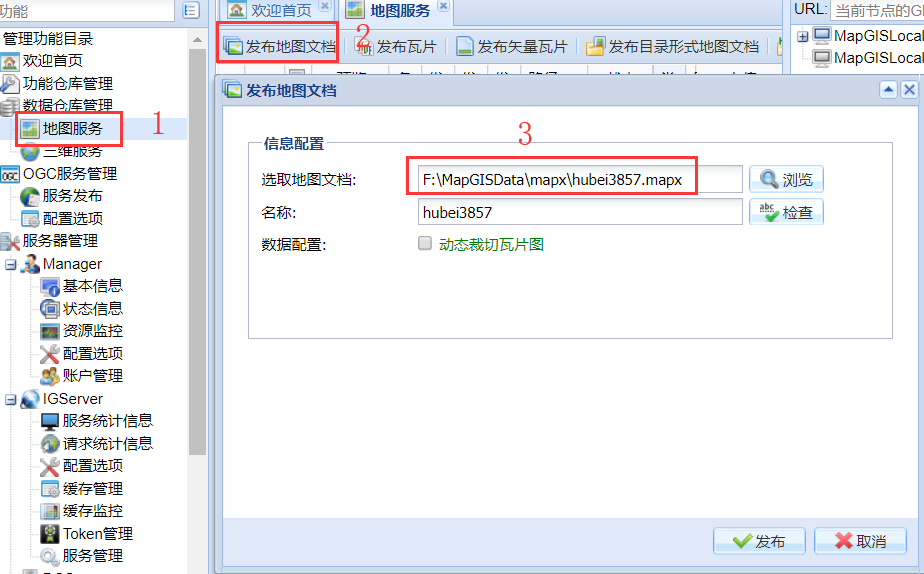 功能
管理功能目录
欢迎首页
功能仓库管理
数据仓库管理
地图服务
1
三维服务
OGC服务管理
服务发布
配置选项
服务器管理
Manager
基本信息
状态信息
资源监控
配置选项
账户管理
IGServer
服务统计信息
请求统计信息
配置选项
缓存管理
缓存监控
Token管理
服务管理
欢迎首页
地图服务
发布地图文档
2
发布瓦片
发布矢量瓦片
发布目录形式地图文档
URL:
当前节点的G
MapGISLocal
MapGISLocal
发布地图文档
信息配置
3
选取地图文档:
F:\MapGISData\mapx\hubei3857.mapx
浏览
名称:
hubei3857
abc
检查
数据配置:
动态裁切瓦片图
发布
取消